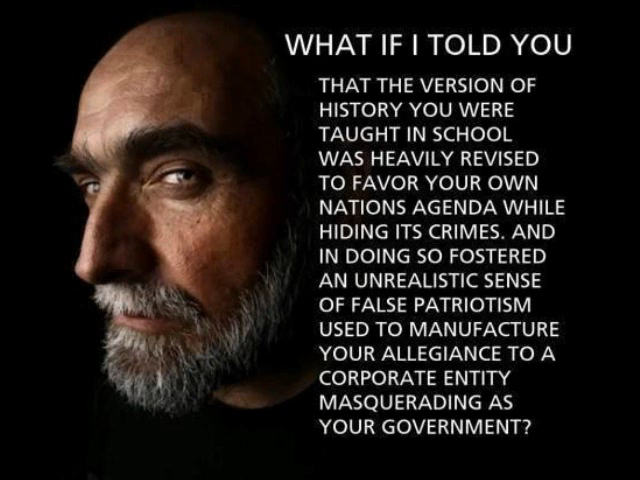 WHAT IF I TOLD YOU
THAT THE VERSION OF
HISTORY YOU WERE
TAUGHT IN SCHOOL
WAS HEAVILY REVISED
TO FAVOR YOUR OWN
NATIONS AGENDA WHILE
HIDING ITS CRIMES. AND
IN DOING SO FOSTERED
AN UNREALISTIC SENSE
OF FALSE PATRIOTISM
USED TO MANUFACTURE
YOUR ALLEGIANCE TO A
CORPORATE ENTITY
MASQUERADING AS
YOUR GOVERNMENT?